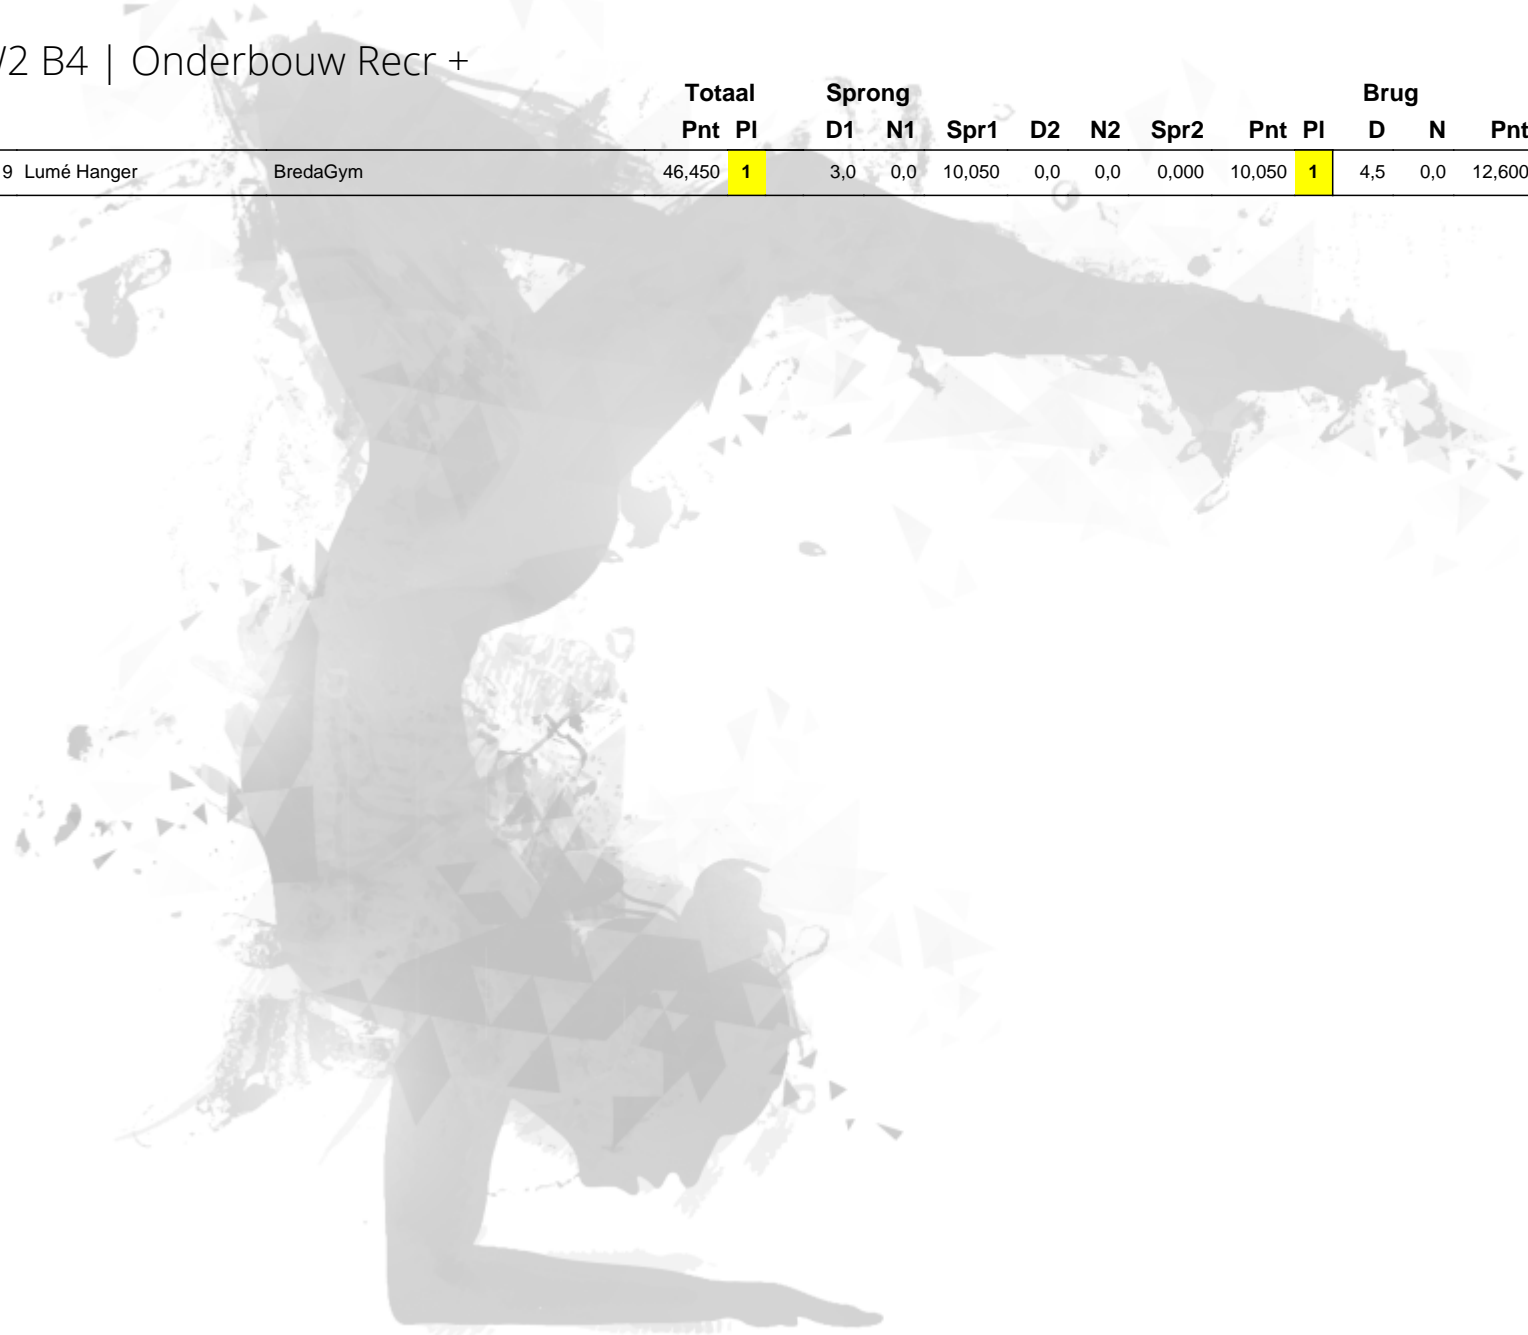 /2 B4 | Onderbouw Recr +
Totaal Sprong Brug
Pnt Pl D1 N1 Spr1 D2 N2 Spr2 Pnt Pl D N Pnt
9 Lumé Hanger BredaGym 46,450 1 3,0 0,0 10,050 0,0 0,0 0,000 10,050 1 4,5 0,0 12,600